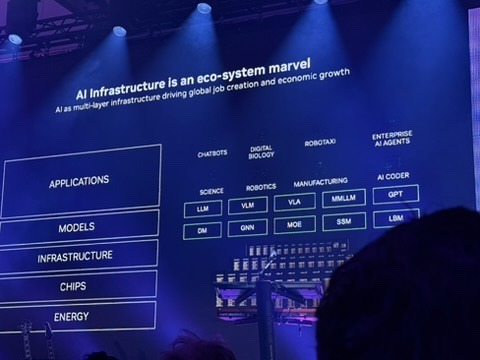 AI Infrastructure is an eco-system marvel
AI as multi-layer infrastructure driving global job creation and economic growth
CHATBOTS
DIGITAL
BIOLOGY
ROBOTAXI
ENTERPRISE
AI AGENTS
SCIENCE
ROBOTICS
MANUFACTURING
AI CODER
APPLICATIONS
LLM
VLM
VLA
MMLLM
GPT
MODELS
DM
GNN
MOE
SSM
LBM
INFRASTRUCTURE
CHIPS
ENERGY